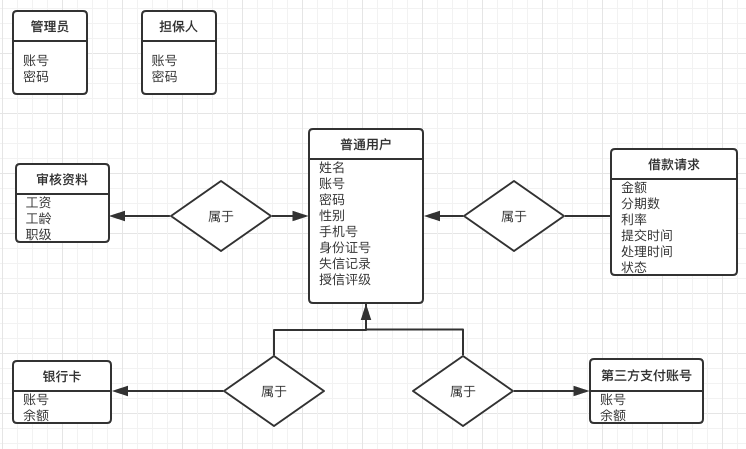 管理员
账号
密码
担保人
账号
密码
普通用户
姓名
账号
密码
性别
手机号
身份证号
失信记录
授信评级
审核资料
工资
工龄
职级
属于
属于
借款请求
金额
分期数
利率
提交时间
处理时间
状态
银行卡
账号
余额
属于
属于
第三方支付账号
账号
余额